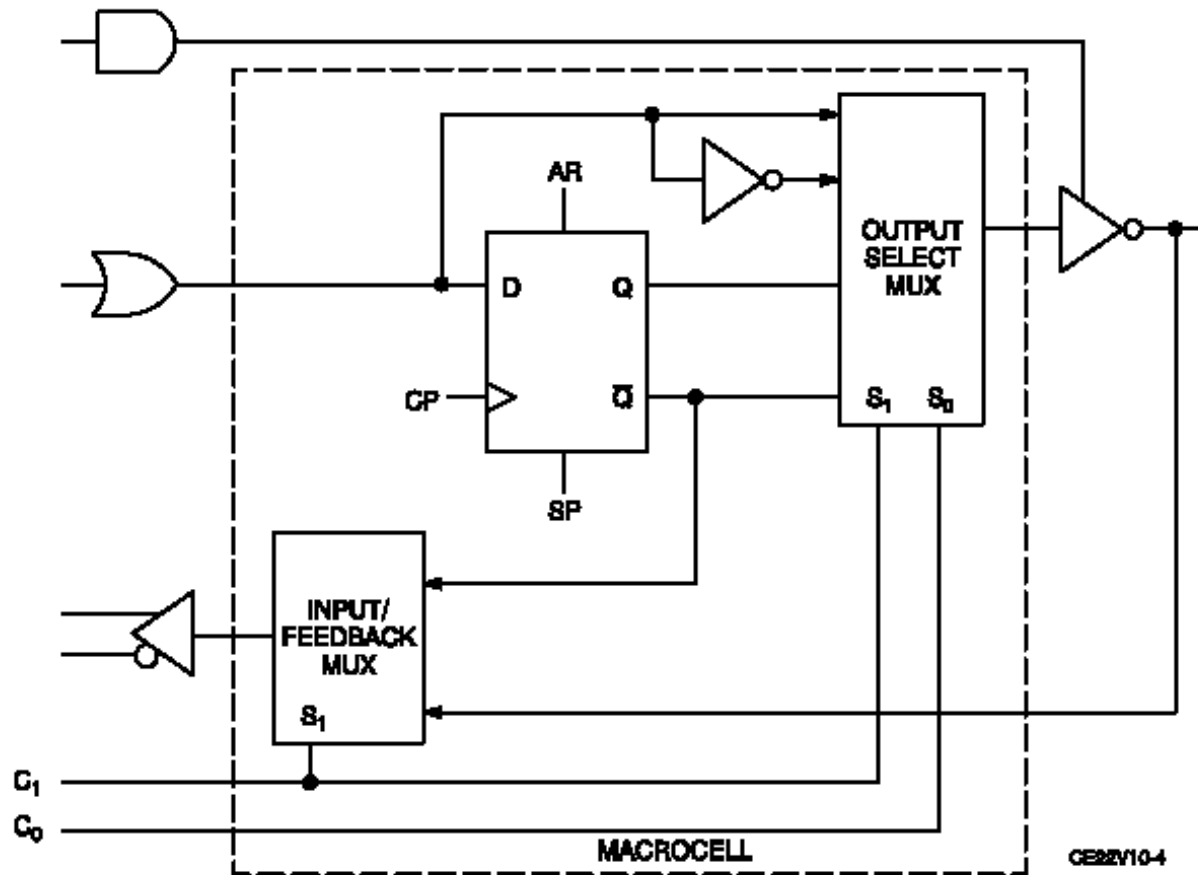 AR
OUTPUT
SELECT
MUX
D Q
CP Q̅
S₁ S₀
SP
INPUT/
FEEDBACK
MUX
S₁
C₁
C₀
MACROCELL
CE22V10-4